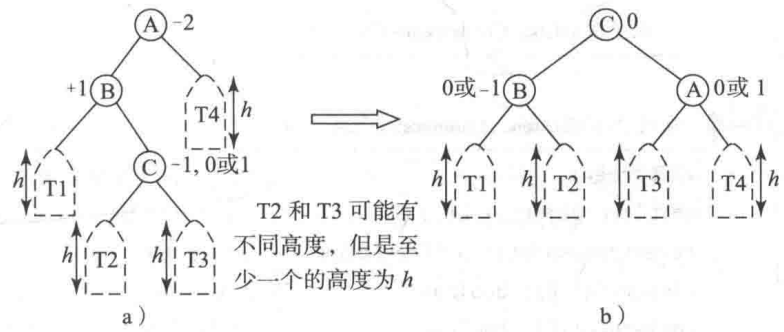 A -2
C 0
+1 B
T4 h
0或-1 B
A 0或1
h T1
C -1, 0或1
h T1
h T2
h T3
T4 h
h T2
h T3
T2 和 T3 可能有
不同高度，但是至
少一个的高度为 h
a）
b）